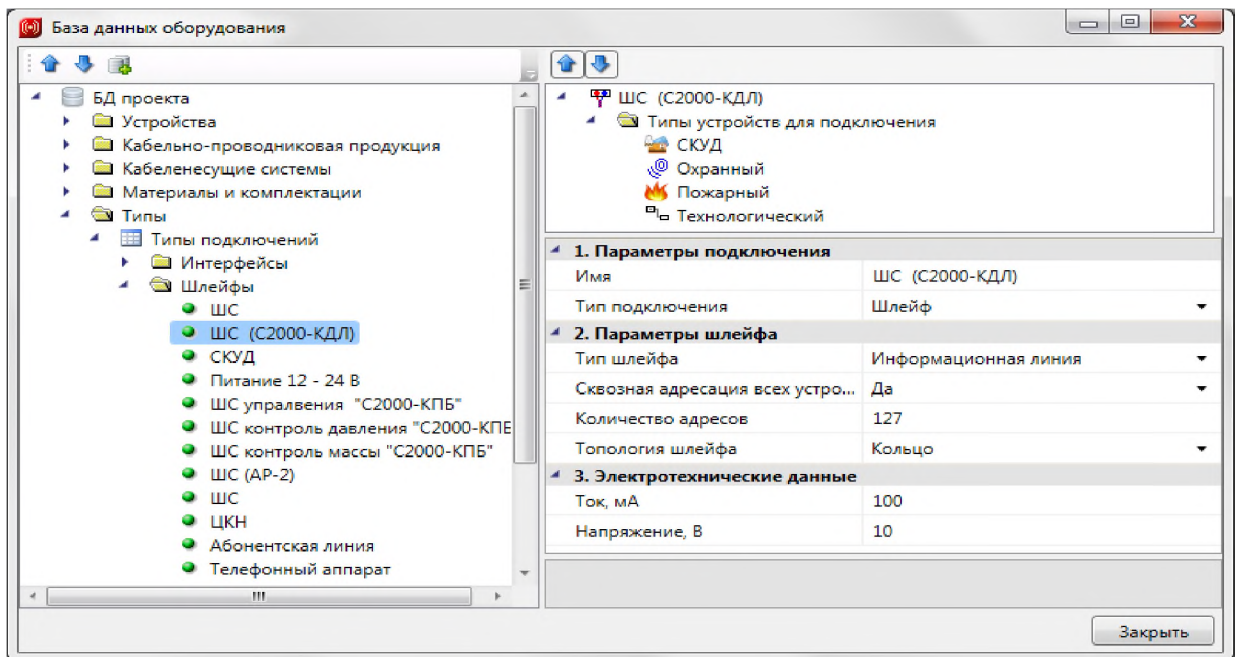 База данных оборудования
БД проекта
Устройства
Кабельно-проводниковая продукция
Кабеленесущие системы
Материалы и комплектации
Типы
Типы подключений
Интерфейсы
Шлейфы
ШС
ШС (С2000-КДЛ)
СКУД
Питание 12 - 24 В
ШС упралвения "С2000-КПБ"
ШС контроль давления "С2000-КПЕ
ШС контроль массы "С2000-КПБ"
ШС (АР-2)
ШС
ЦКН
Абонентская линия
Телефонный аппарат
ШС (С2000-КДЛ)
Типы устройств для подключения
СКУД
Охранный
Пожарный
Технологический
1. Параметры подключения
Имя ШС (С2000-КДЛ)
Тип подключения Шлейф
2. Параметры шлейфа
Тип шлейфа Информационная линия
Сквозная адресация всех устро... Да
Количество адресов 127
Топология шлейфа Кольцо
3. Электротехнические данные
Ток, мА 100
Напряжение, В 10
Закрыть